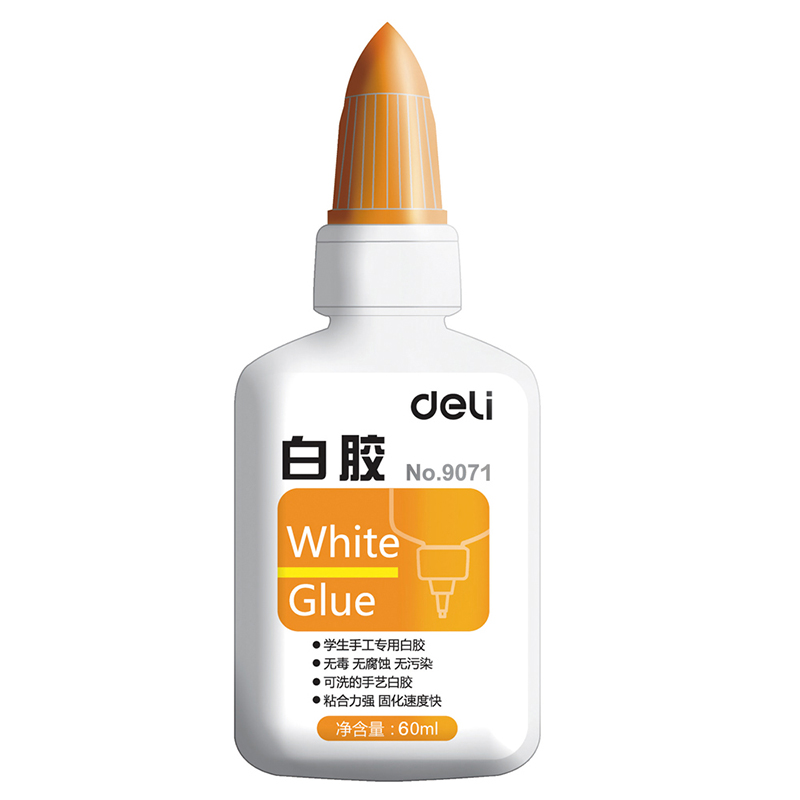 deli
白胶 No.9071
White
Glue
●学生手工专用白胶
●无毒 无腐蚀 无污染
●可洗的手艺白胶
●粘合力强 固化速度快
净含量:60ml